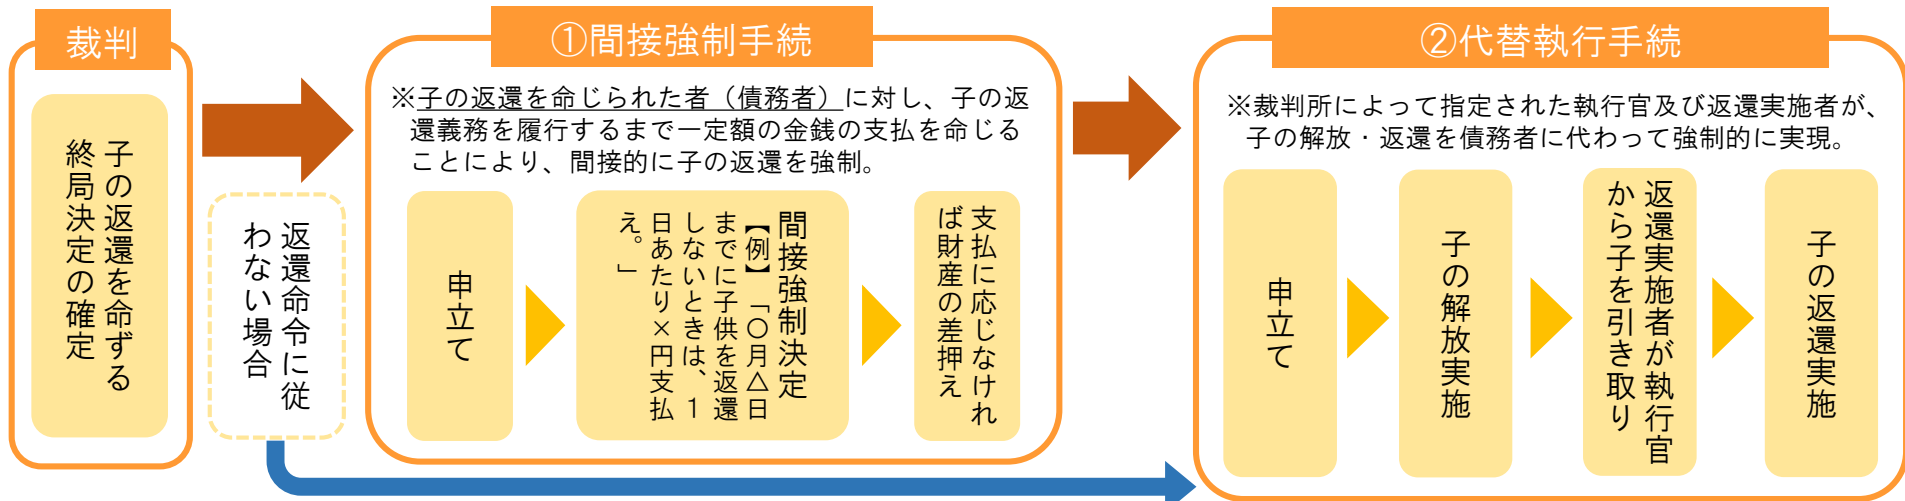 裁判
子の返還を命ずる
終局決定の確定
返還命令に従
わない場合
①間接強制手続
※子の返還を命じられた者（債務者）に対し、子の返
還義務を履行するまで一定額の金銭の支払を命じる
ことにより、間接的に子の返還を強制。
申立て
間接強制決定
【例】「〇月△日
までに子供を返還
しないときは、１
日あたり×円支払
え。」
支払に応じなけれ
ば財産の差押え
②代替執行手続
※裁判所によって指定された執行官及び返還実施者が、
子の解放・返還を債務者に代わって強制的に実現。
申立て
子の解放実施
返還実施者が執行官
から子を引き取り
子の返還実施